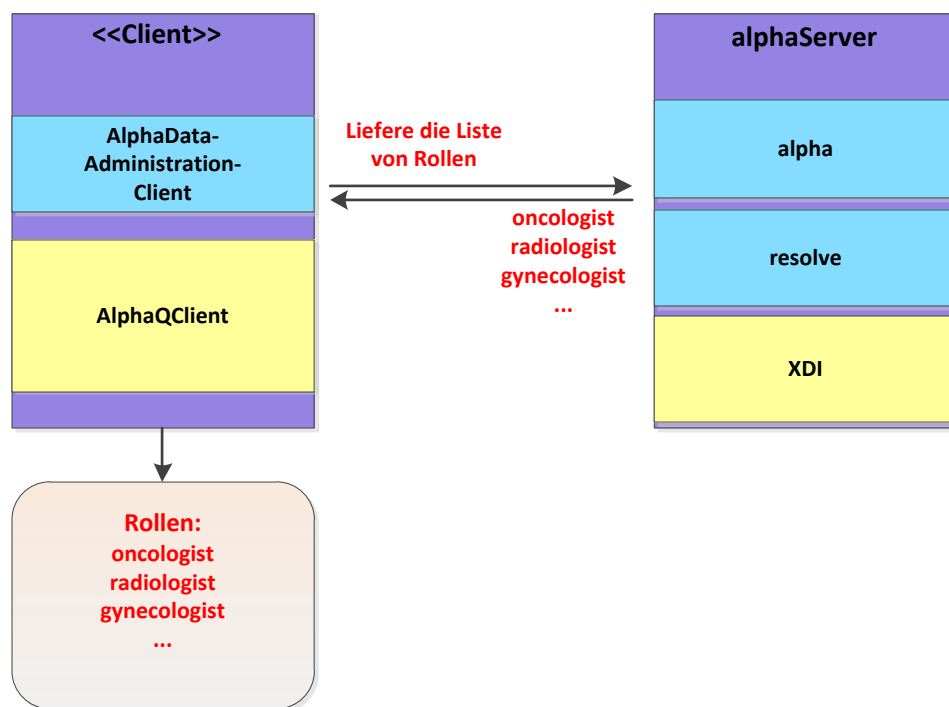 <<Client>>
AlphaData-
Administration-
Client
AlphaQClient
Liefere die Liste
von Rollen
oncologist
radiologist
gynecologist
...
alphaServer
alpha
resolve
XDI
Rollen:
oncologist
radiologist
gynecologist
...